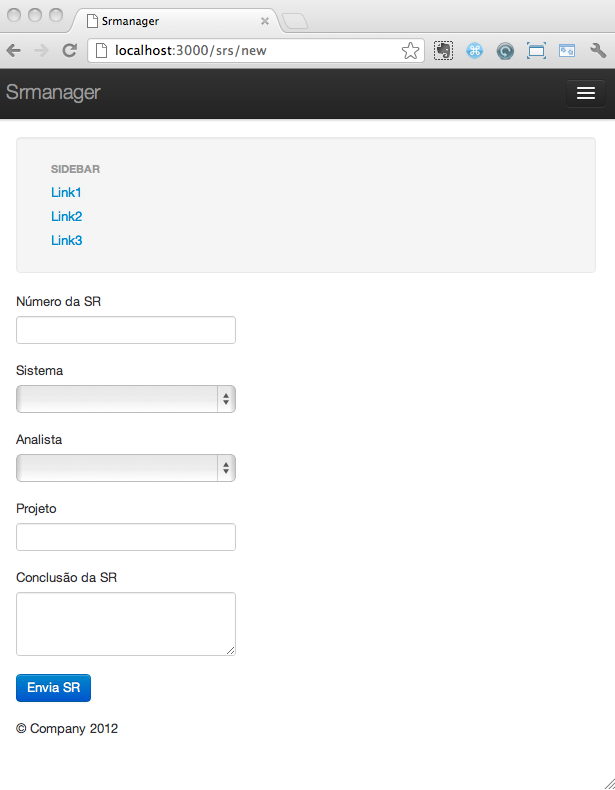 Srmanager
localhost:3000/srs/new
Srmanager
SIDEBAR
Link1
Link2
Link3
Número da SR
Sistema
Analista
Projeto
Conclusão da SR
Envia SR
© Company 2012